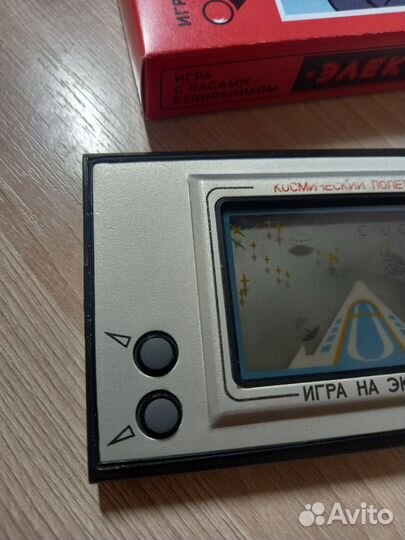 ИГРА
С ЧАСАМИ-
БУДИЛЬНИКОМ
•ЭЛЕК
КОСМИЧЕСКИЙ ПОЛЕТ
ИГРА НА ЭК
Avito